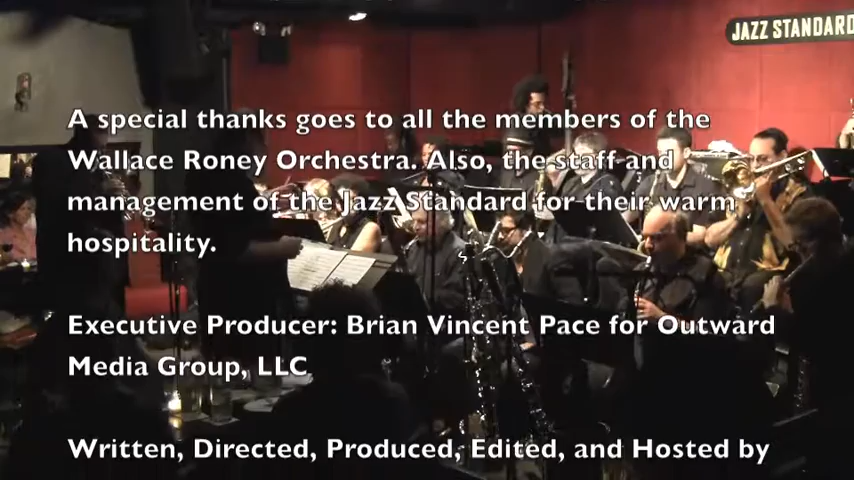 JAZZ STANDARD
A special thanks goes to all the members of the
Wallace Roney Orchestra. Also, the staff and
management of the Jazz Standard for their warm
hospitality.
Executive Producer: Brian Vincent Pace for Outward
Media Group, LLC
Written, Directed, Produced, Edited, and Hosted by